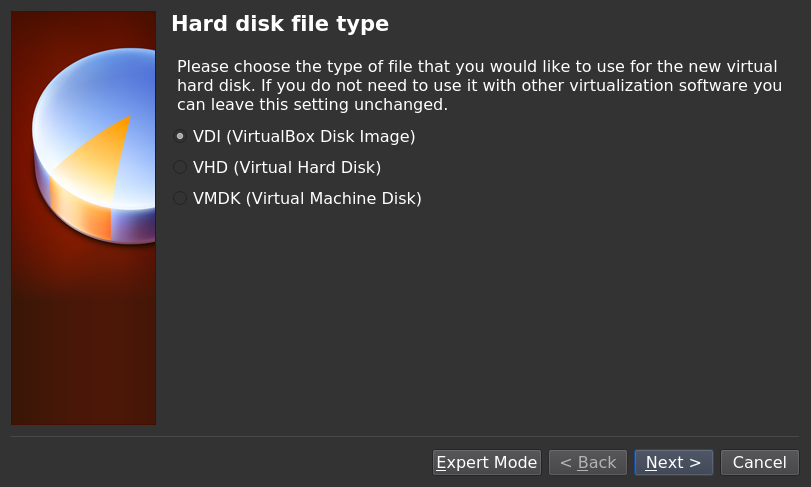 Hard disk file type
Please choose the type of file that you would like to use for the new virtual
hard disk. If you do not need to use it with other virtualization software you
can leave this setting unchanged.
VDI (VirtualBox Disk Image)
VHD (Virtual Hard Disk)
VMDK (Virtual Machine Disk)
Expert Mode < Back Next > Cancel